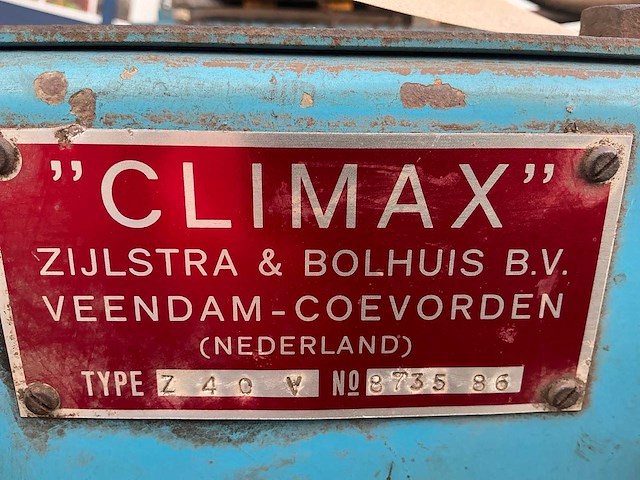 "CLIMAX"
ZIJLSTRA & BOLHUIS B.V.
VEENDAM-COEVORDEN
(NEDERLAND)
TYPE Z 40 V No 8735 86